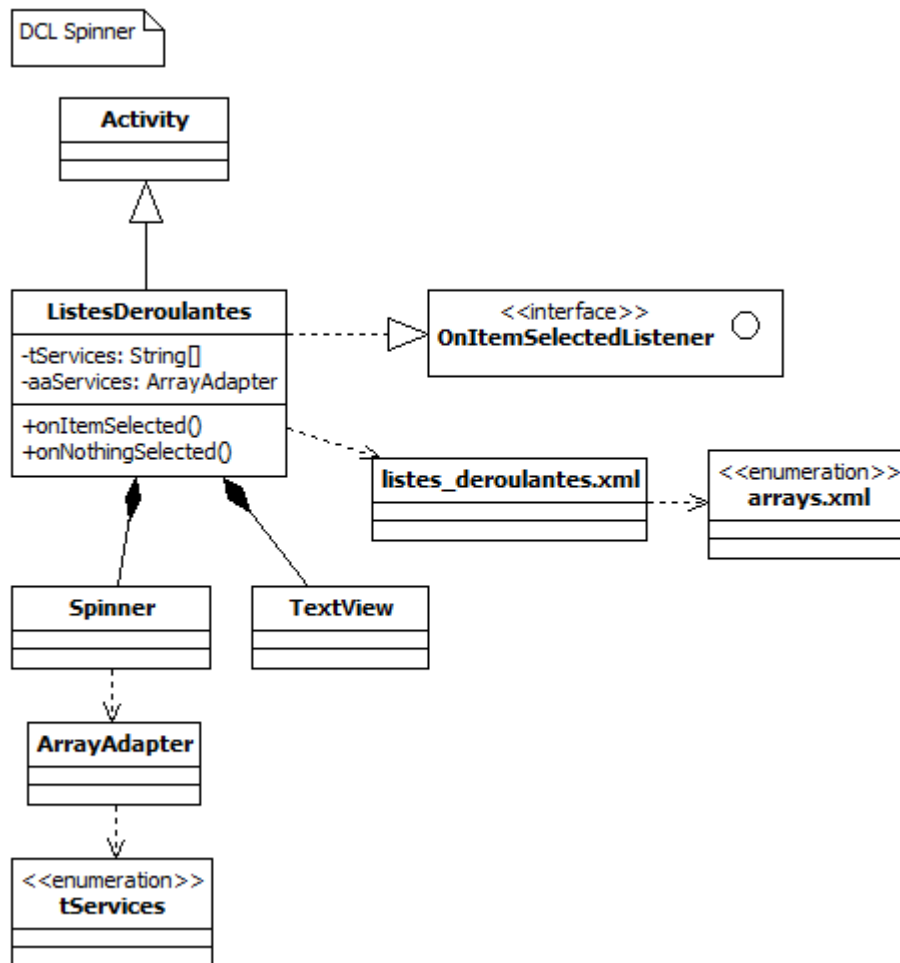 DCL Spinner
Activity
ListesDeroulantes
-tServices: String[]
-aaServices: ArrayAdapter
+onItemSelected()
+onNothingSelected()
<<interface>>
OnItemSelectedListener
listes_deroulantes.xml
<<enumeration>>
arrays.xml
Spinner
TextView
ArrayAdapter
<<enumeration>>
tServices